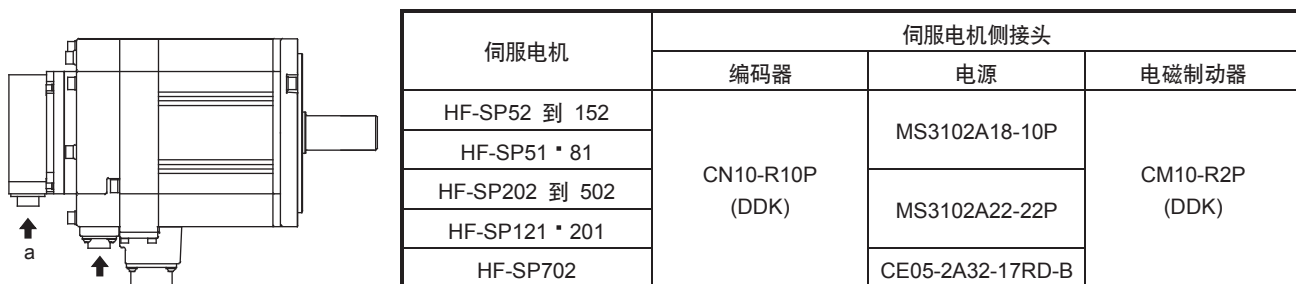 a
伺服电机
伺服电机侧接头
编码器
电源
电磁制动器
HF-SP52 到 152
HF-SP51・81
HF-SP202 到 502
HF-SP121・201
HF-SP702
CN10-R10P
(DDK)
MS3102A18-10P
MS3102A22-22P
CE05-2A32-17RD-B
CM10-R2P
(DDK)